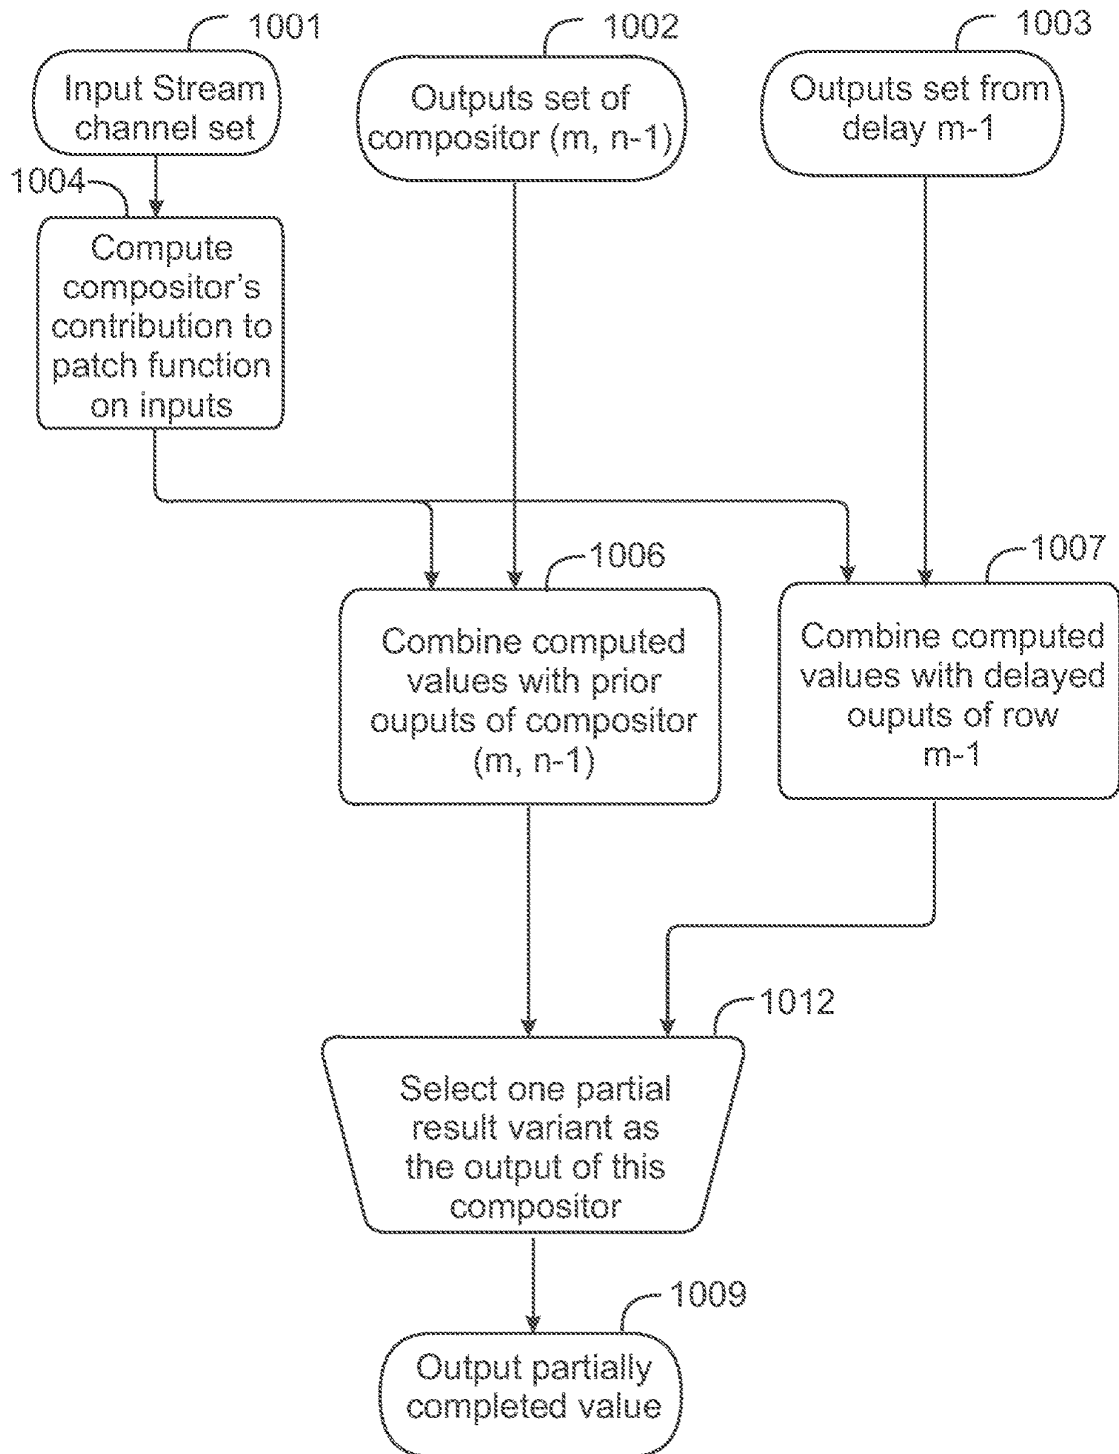 1001
Input Stream
channel set
1002
Outputs set of
compositor (m, n-1)
1003
Outputs set from
delay m-1
1004
Compute
compositor's
contribution to
patch function
on inputs
1006
Combine computed
values with prior
ouputs of compositor
(m, n-1)
1007
Combine computed
values with delayed
ouputs of row
m-1
1012
Select one partial
result variant as
the output of this
compositor
1009
Output partially
completed value